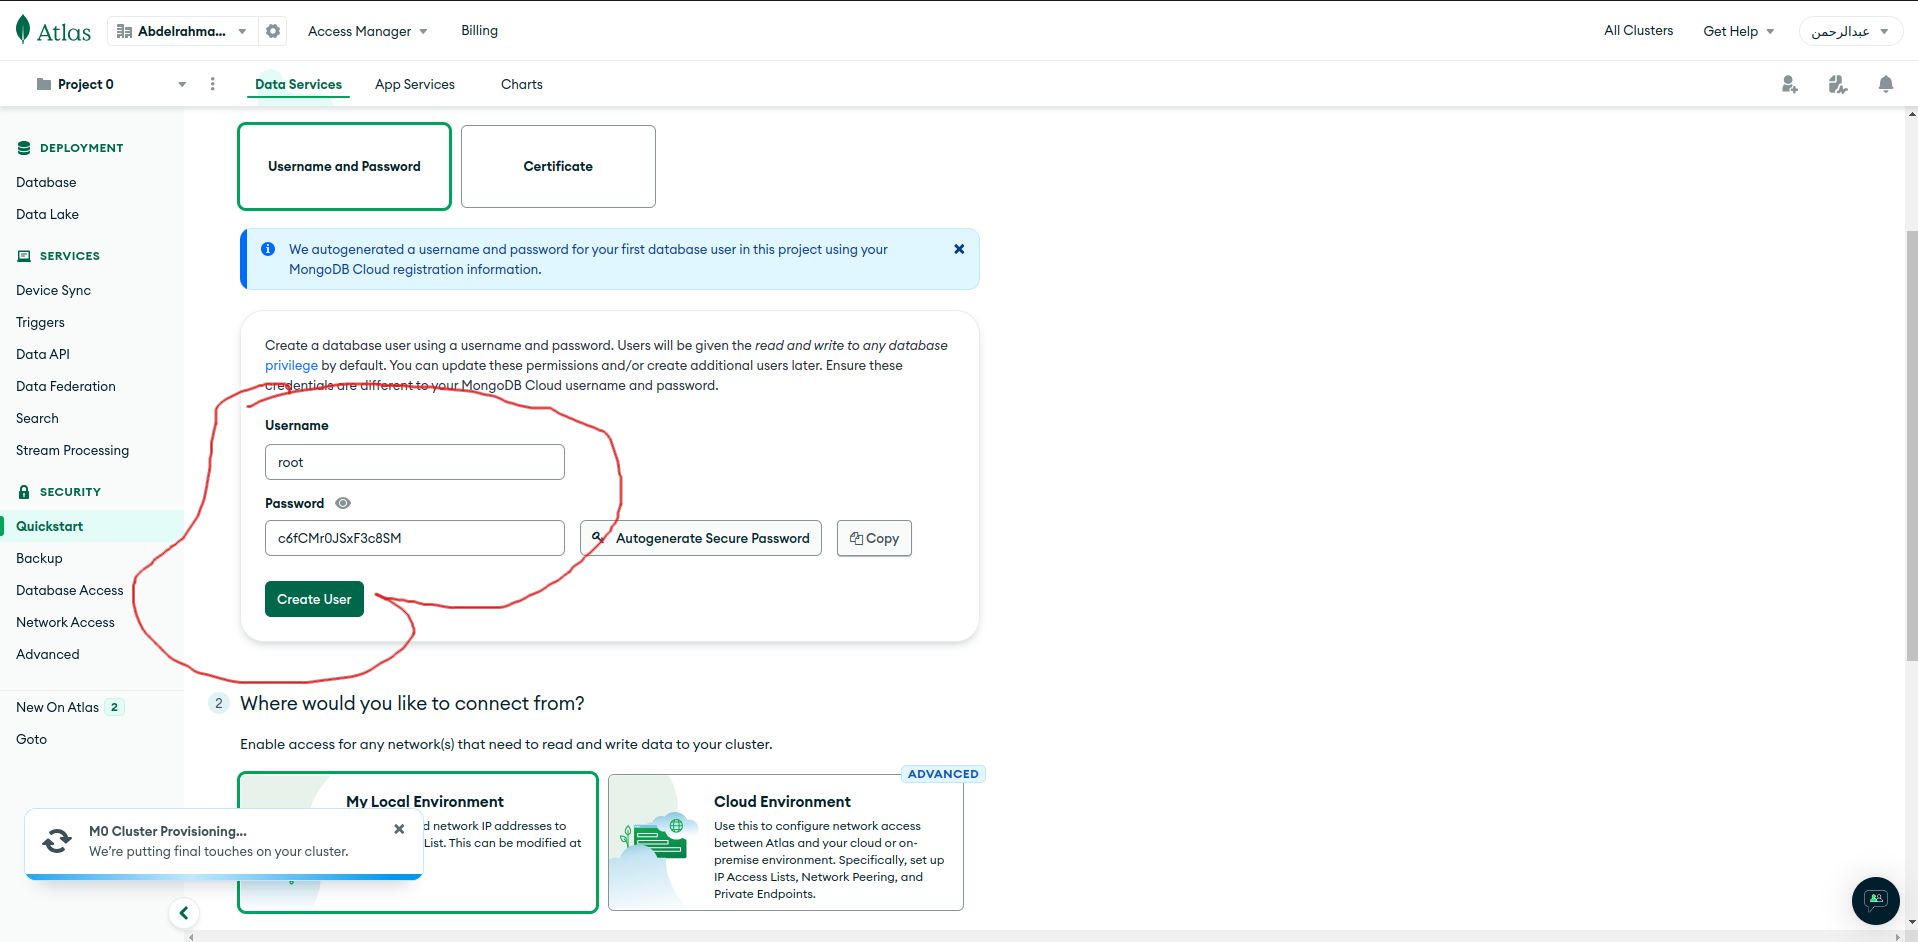 Atlas
Abdelrahma...
Access Manager
Billing
All Clusters
Get Help
عبدالرحمن
Project 0
Data Services
App Services
Charts
DEPLOYMENT
Database
Data Lake
SERVICES
Device Sync
Triggers
Data API
Data Federation
Search
Stream Processing
SECURITY
Quickstart
Backup
Database Access
Network Access
Advanced
New On Atlas 2
Goto
Username and Password
Certificate
We autogenerated a username and password for your first database user in this project using your
MongoDB Cloud registration information.
Create a database user using a username and password. Users will be given the read and write to any database
privilege by default. You can update these permissions and/or create additional users later. Ensure these
credentials are different to your MongoDB Cloud username and password.
Username
root
Password
c6fCMr0JSxF3c8SM
Autogenerate Secure Password
Copy
Create User
2 Where would you like to connect from?
Enable access for any network(s) that need to read and write data to your cluster.
My Local Environment
d network IP addresses to
List. This can be modified at
ADVANCED
Cloud Environment
Use this to configure network access
between Atlas and your cloud or on-
premise environment. Specifically, set up
IP Access Lists, Network Peering, and
Private Endpoints.
M0 Cluster Provisioning...
We're putting final touches on your cluster.